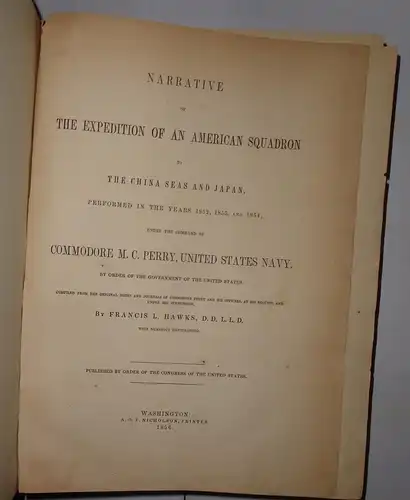 NARRATIVE
OF
THE EXPEDITION OF AN AMERICAN SQUADRON
TO
THE CHINA SEAS AND JAPAN,
PERFORMED IN THE YEARS 1852, 1853, AND 1854,
UNDER THE COMMAND OF
COMMODORE M. C. PERRY, UNITED STATES NAVY,
BY ORDER OF THE GOVERNMENT OF THE UNITED STATES.
COMPILED FROM THE ORIGINAL NOTES AND JOURNALS OF COMMODORE PERRY AND HIS OFFICERS, AT HIS REQUEST, AND
UNDER HIS SUPERVISION,
BY FRANCIS L. HAWKS, D.D. L.L.D.
WITH NUMEROUS ILLUSTRATIONS.
PUBLISHED BY ORDER OF THE CONGRESS OF THE UNITED STATES.
WASHINGTON:
A. O. P. NICHOLSON, PRINTER
1856.